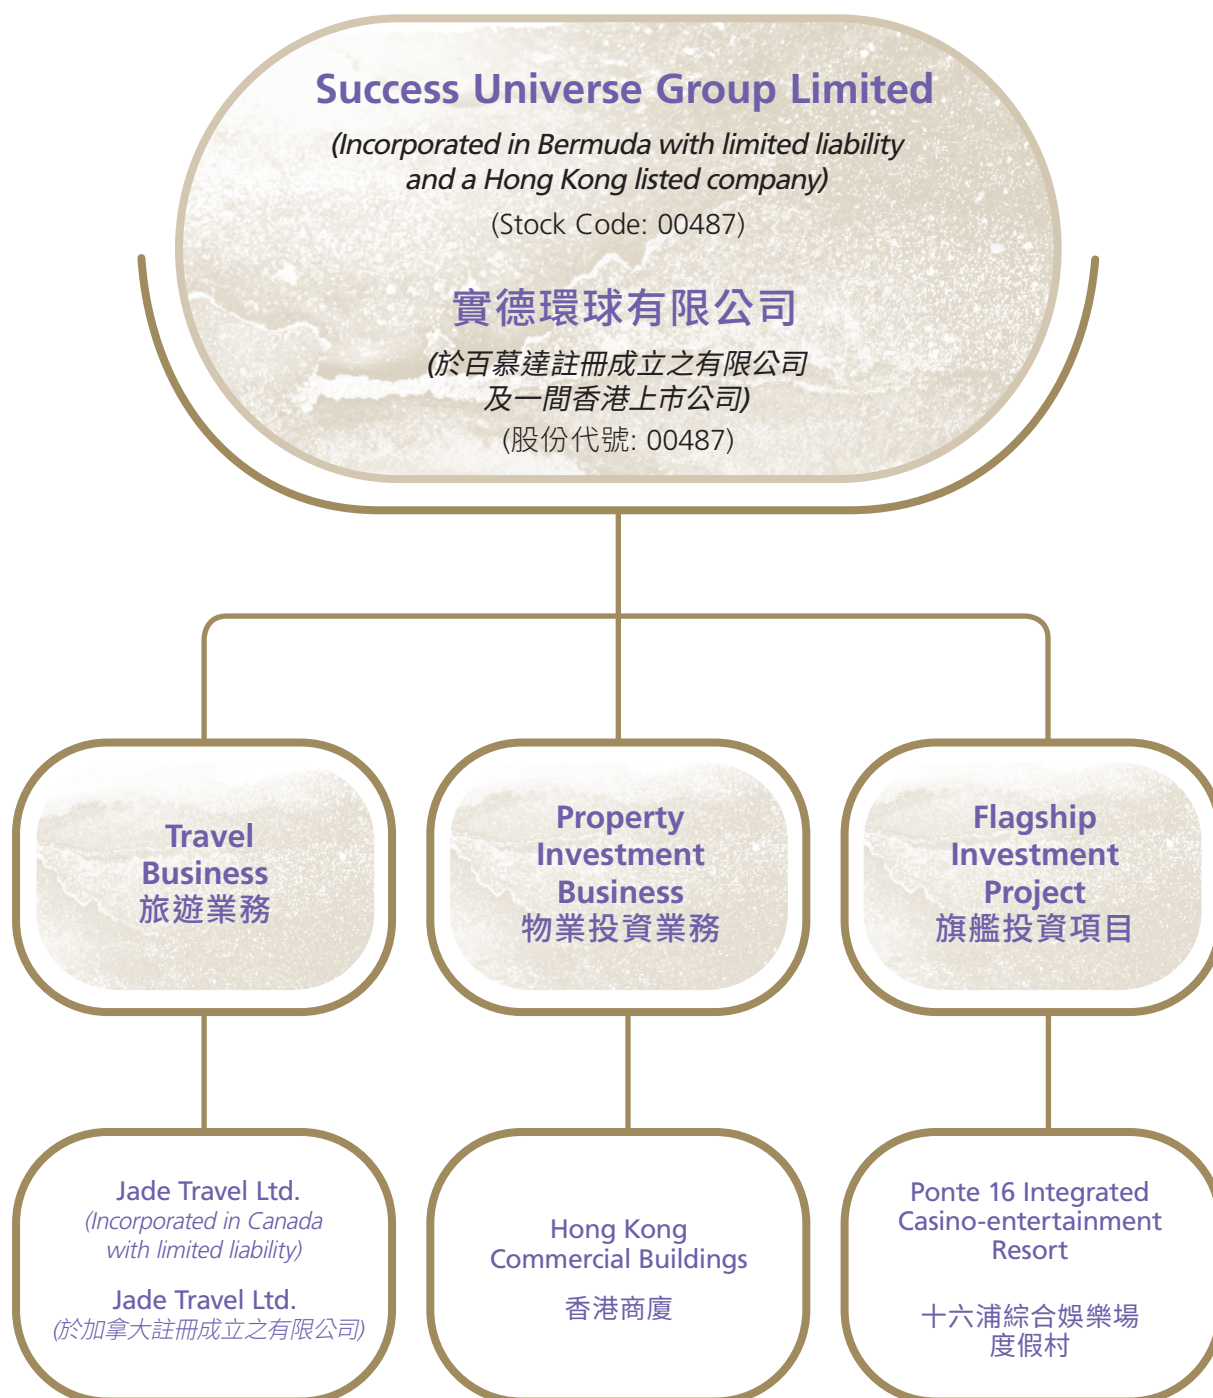 Success Universe Group Limited
(Incorporated in Bermuda with limited liability
and a Hong Kong listed company)
(Stock Code: 00487)
實德環球有限公司
(於百慕達註冊成立之有限公司
及一間香港上市公司)
(股份代號: 00487)
Travel
Business
旅遊業務
Property
Investment
Business
物業投資業務
Flagship
Investment
Project
旗艦投資項目
Jade Travel Ltd.
(Incorporated in Canada
with limited liability)
Jade Travel Ltd.
(於加拿大註冊成立之有限公司)
Hong Kong
Commercial Buildings
香港商廈
Ponte 16 Integrated
Casino-entertainment
Resort
十六浦綜合娛樂場
度假村